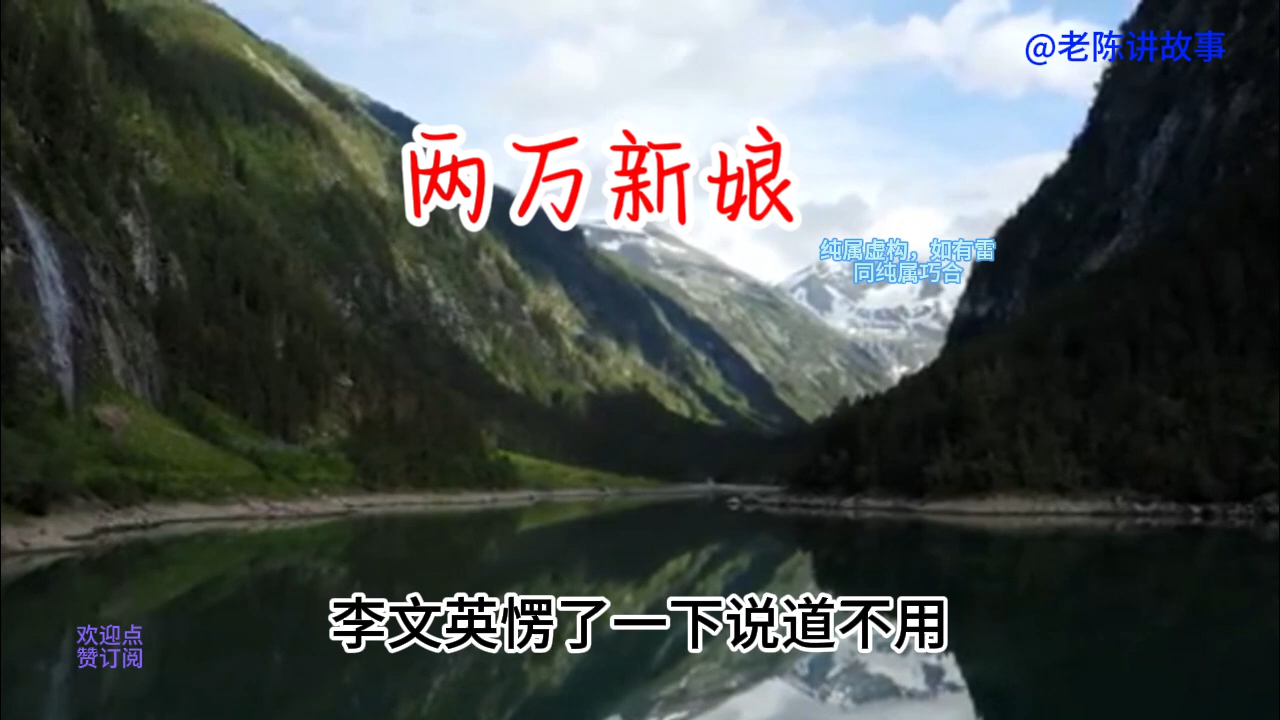 @老陈讲故事
两万新娘
纯属虚构，如有雷
同纯属巧合
李文英愣了一下说道不用
欢迎点
赞订阅